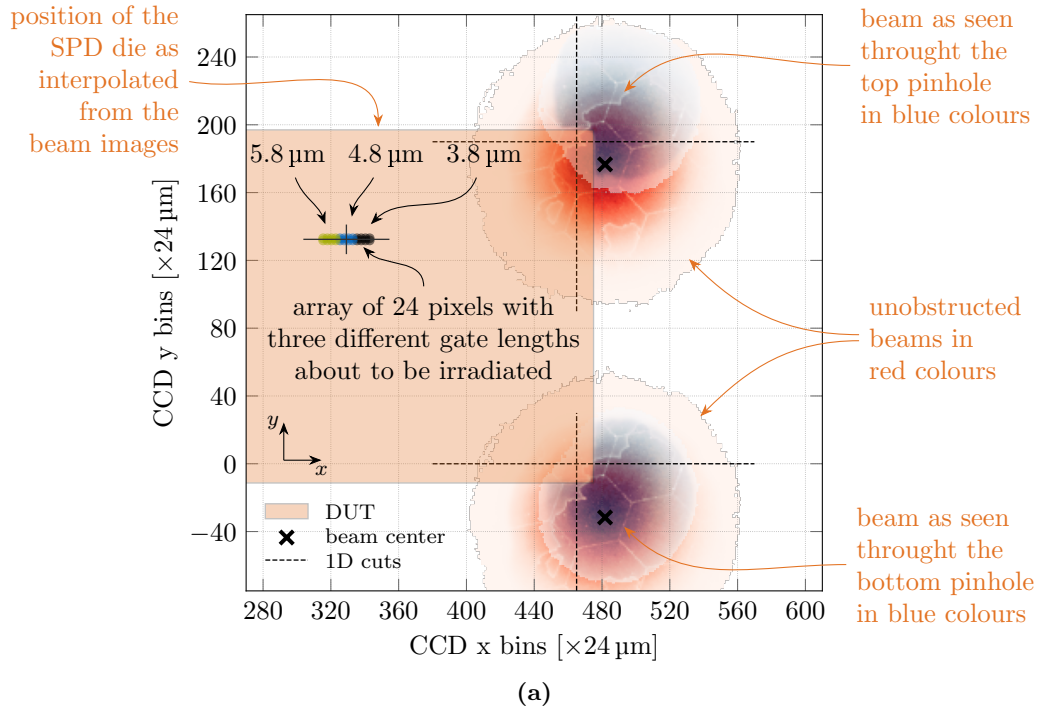 position of the
SPD die as
interpolated
from the
beam images
beam as seen
throught the
top pinhole
in blue colours
5.8 µm
4.8 µm
3.8 µm
array of 24 pixels with
three different gate lengths
about to be irradiated
unobstructed
beams in
red colours
beam as seen
throught the
bottom pinhole
in blue colours
y
x
DUT
beam center
1D cuts
240
200
160
120
80
40
0
−40
CCD y bins [×24 µm]
280
320
360
400
440
480
520
560
600
CCD x bins [×24 µm]
(a)